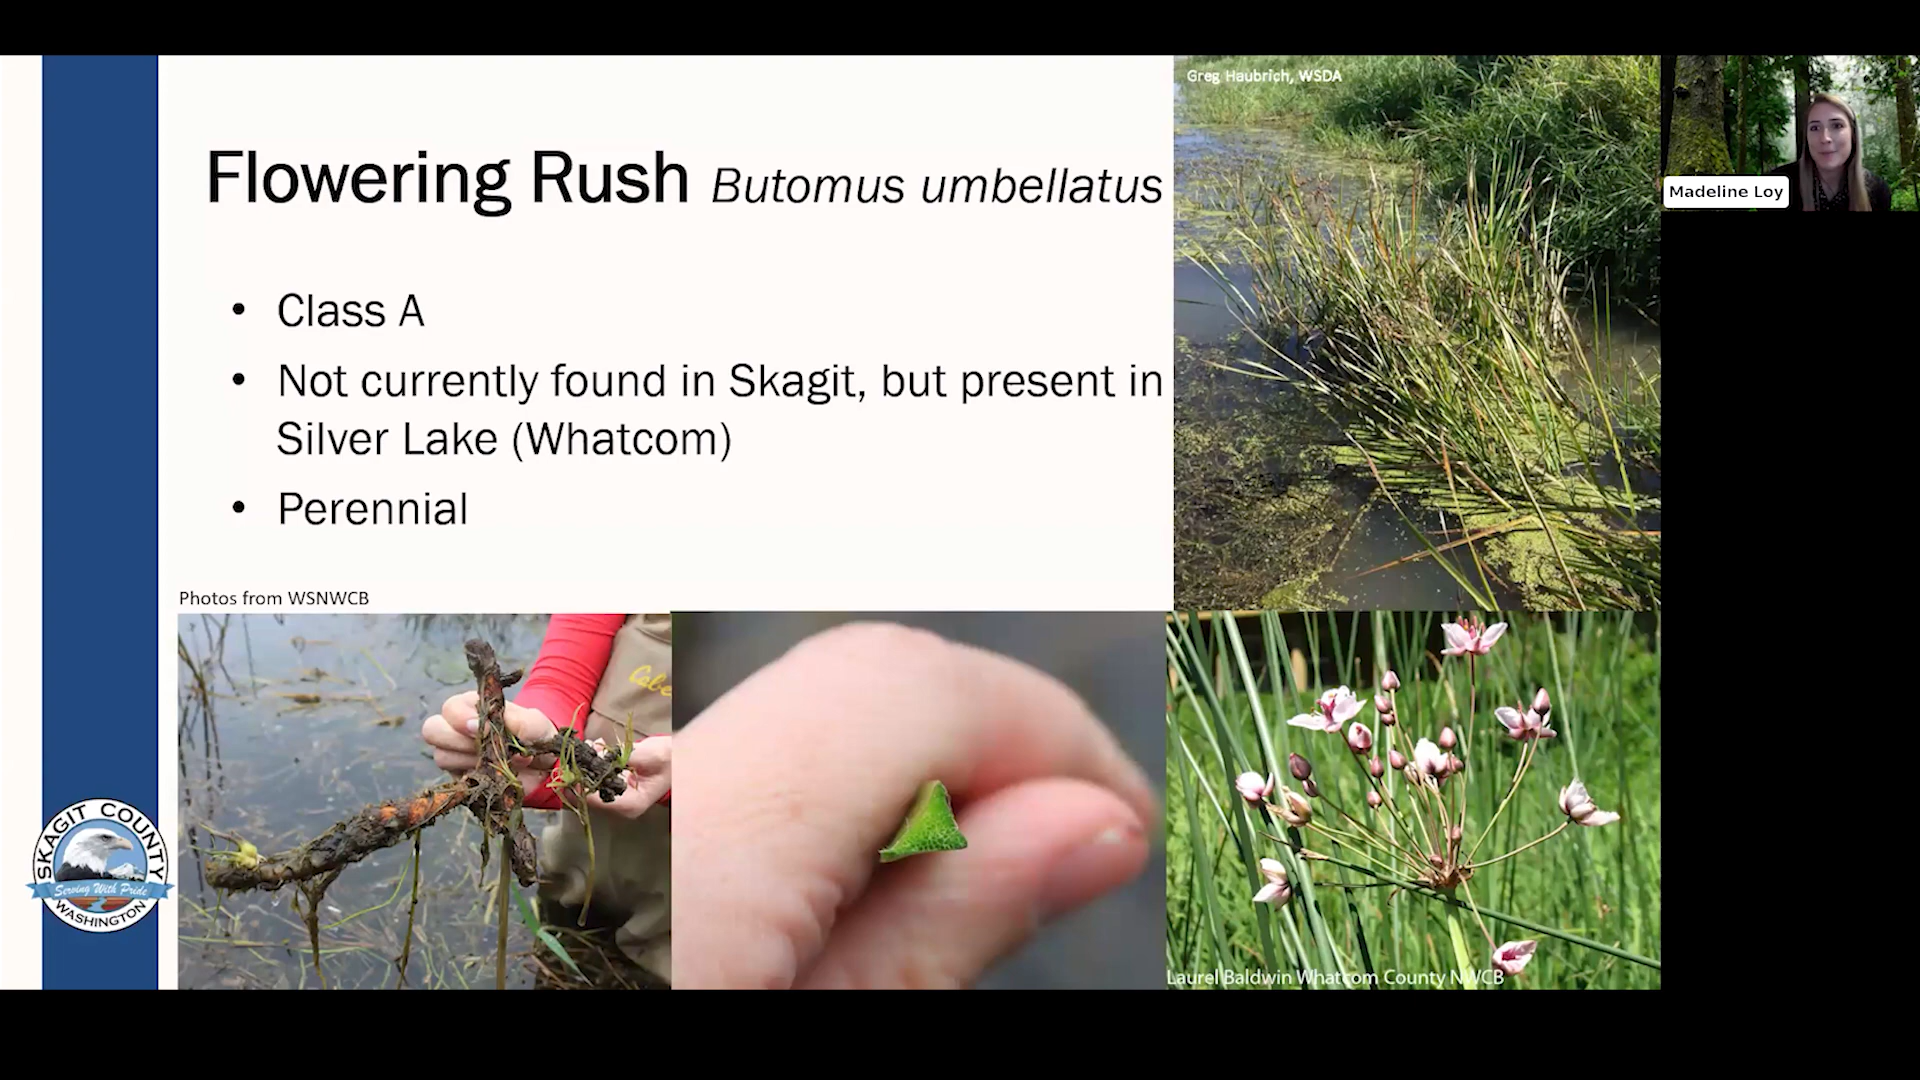 Greg Haubrich, WSDA
Madeline Loy
Flowering Rush Butomus umbellatus
• Class A
• Not currently found in Skagit, but present in
Silver Lake (Whatcom)
• Perennial
Photos from WSNWCB
SKAGIT COUNTY
Serving With Pride
WASHINGTON
Laurel Baldwin Whatcom County NWCB